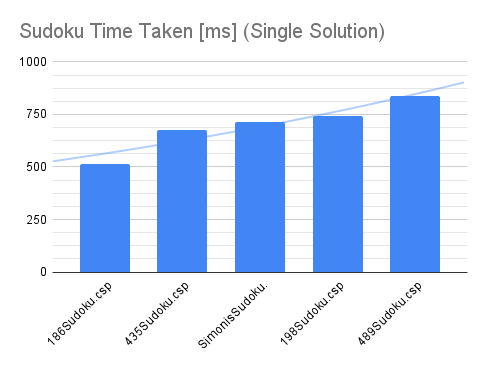 Sudoku Time Taken [ms] (Single Solution)
1000
750
500
250
0
186Sudoku.csp
435Sudoku.csp
SimonisSudoku.
198Sudoku.csp
489Sudoku.csp